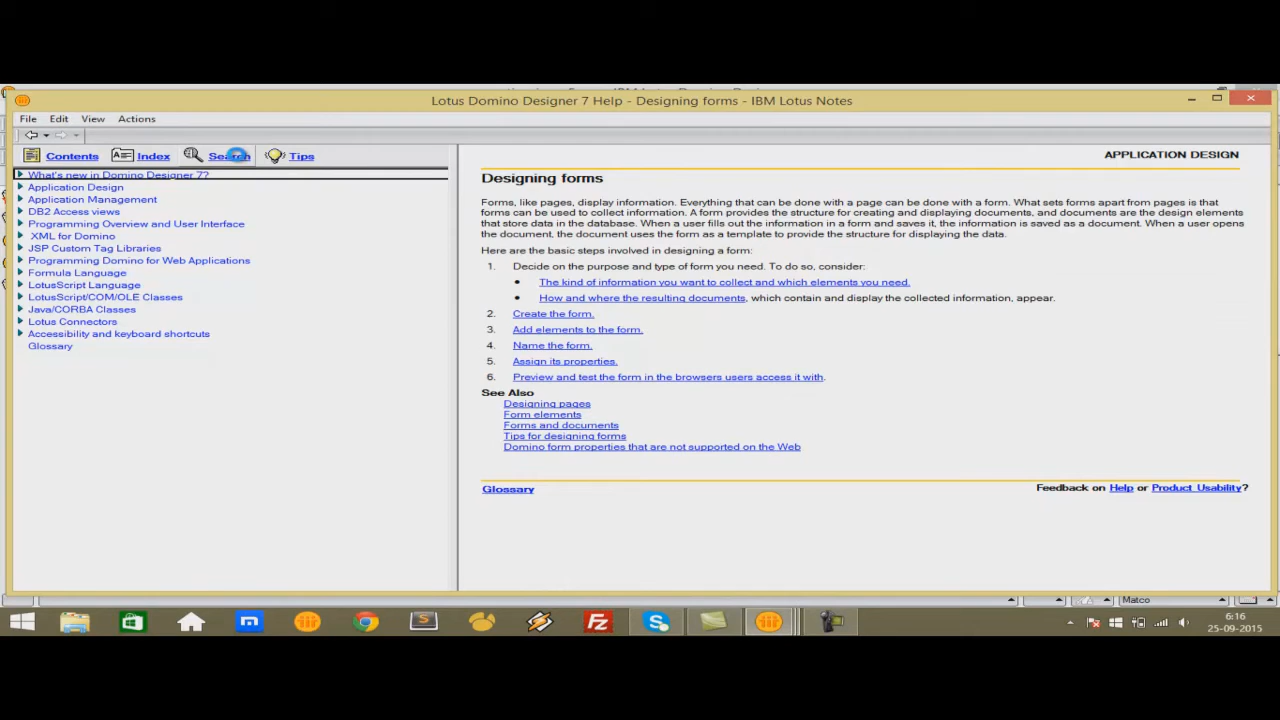 Lotus Domino Designer 7 Help - Designing forms - IBM Lotus Notes
File Edit View Actions
Contents Index Search Tips
What's new in Domino Designer 7?
Application Design
Application Management
DB2 Access views
Programming Overview and User Interface
XML for Domino
JSP Custom Tag Libraries
Programming Domino for Web Applications
Formula Language
LotusScript Language
LotusScript/COM/OLE Classes
Java/CORBA Classes
Lotus Connectors
Accessibility and keyboard shortcuts
Glossary
APPLICATION DESIGN
Designing forms
Forms, like pages, display information. Everything that can be done with a page can be done with a form. What sets forms apart from pages is that
forms can be used to collect information. A form provides the structure for creating and displaying documents, and documents are the design elements
that store data in the database. When a user fills out the information in a form and saves it, the information is saved as a document. When a user opens
the document, the document uses the form as a template to provide the structure for displaying the data.
Here are the basic steps involved in designing a form:
1. Decide on the purpose and type of form you need. To do so, consider:
• The kind of information you want to collect and which elements you need.
• How and where the resulting documents, which contain and display the collected information, appear.
2. Create the form.
3. Add elements to the form.
4. Name the form.
5. Assign its properties.
6. Preview and test the form in the browsers users access it with.
See Also
Designing pages
Form elements
Forms and documents
Tips for designing forms
Domino form properties that are not supported on the Web
Glossary
Feedback on Help or Product Usability?
Matco
6:16
25-09-2015